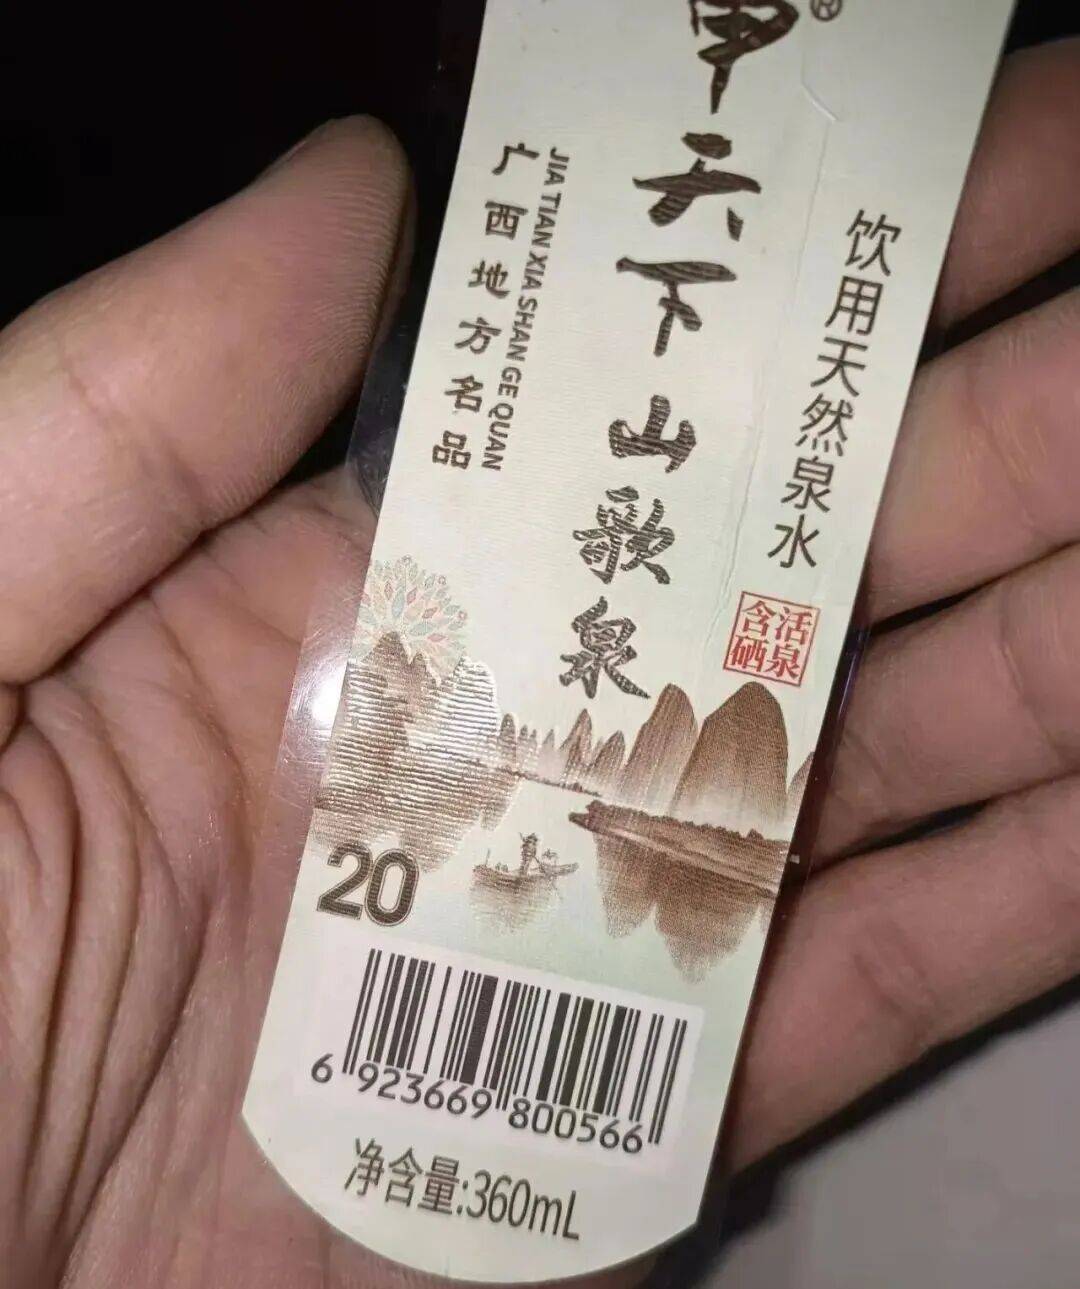 甲天下山歌泉®
饮用天然泉水
JIA TIAN XIA SHAN GE QUAN
广西地方名品
活泉
含硒
20
6 923669 800566
净含量:360mL